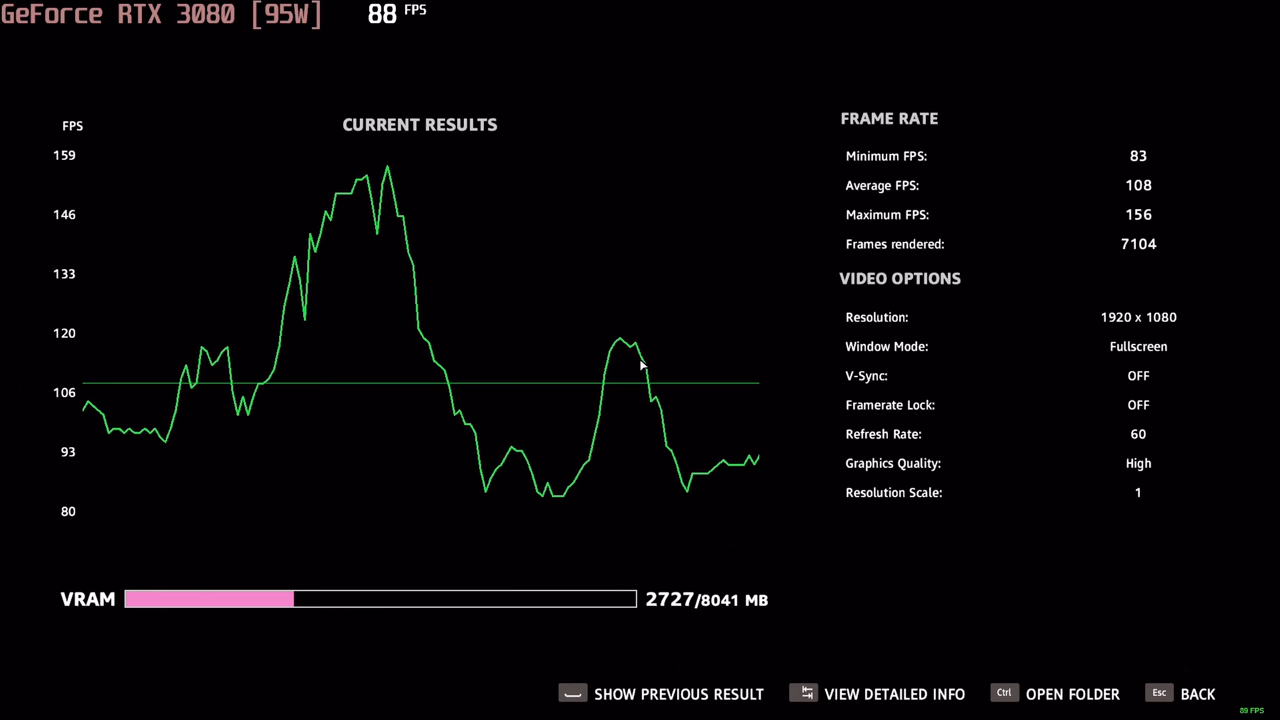 GeForce RTX 3080 [95W] 88 FPS
CURRENT RESULTS
FPS
159
146
133
120
106
93
80
FRAME RATE
Minimum FPS: 83
Average FPS: 108
Maximum FPS: 156
Frames rendered: 7104
VIDEO OPTIONS
Resolution: 1920 x 1080
Window Mode: Fullscreen
V-Sync: OFF
Framerate Lock: OFF
Refresh Rate: 60
Graphics Quality: High
Resolution Scale: 1
VRAM 2727/8041 MB
SHOW PREVIOUS RESULT VIEW DETAILED INFO Ctrl OPEN FOLDER Esc BACK
89 FPS